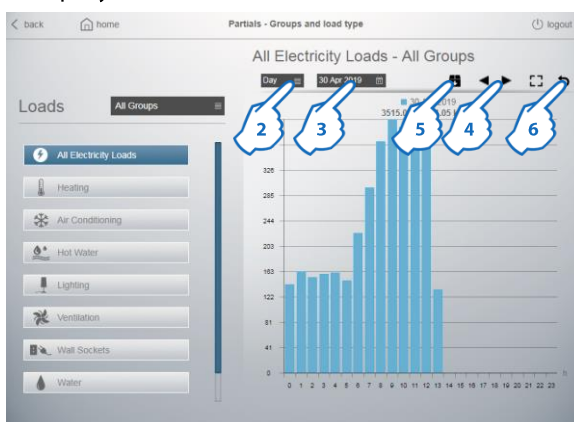 back home Partials - Groups and load type logout
All Electricity Loads - All Groups
Day 30 Apr 2019
Loads All Groups
2 3 5 4 6
All Electricity Loads
Heating
Air Conditioning
Hot Water
Lighting
Ventilation
Wall Sockets
Water
326
285
244
203
163
122
81
41
0
0 1 2 3 4 5 6 7 8 9 10 11 12 13 14 15 16 17 18 19 20 21 22 23
h